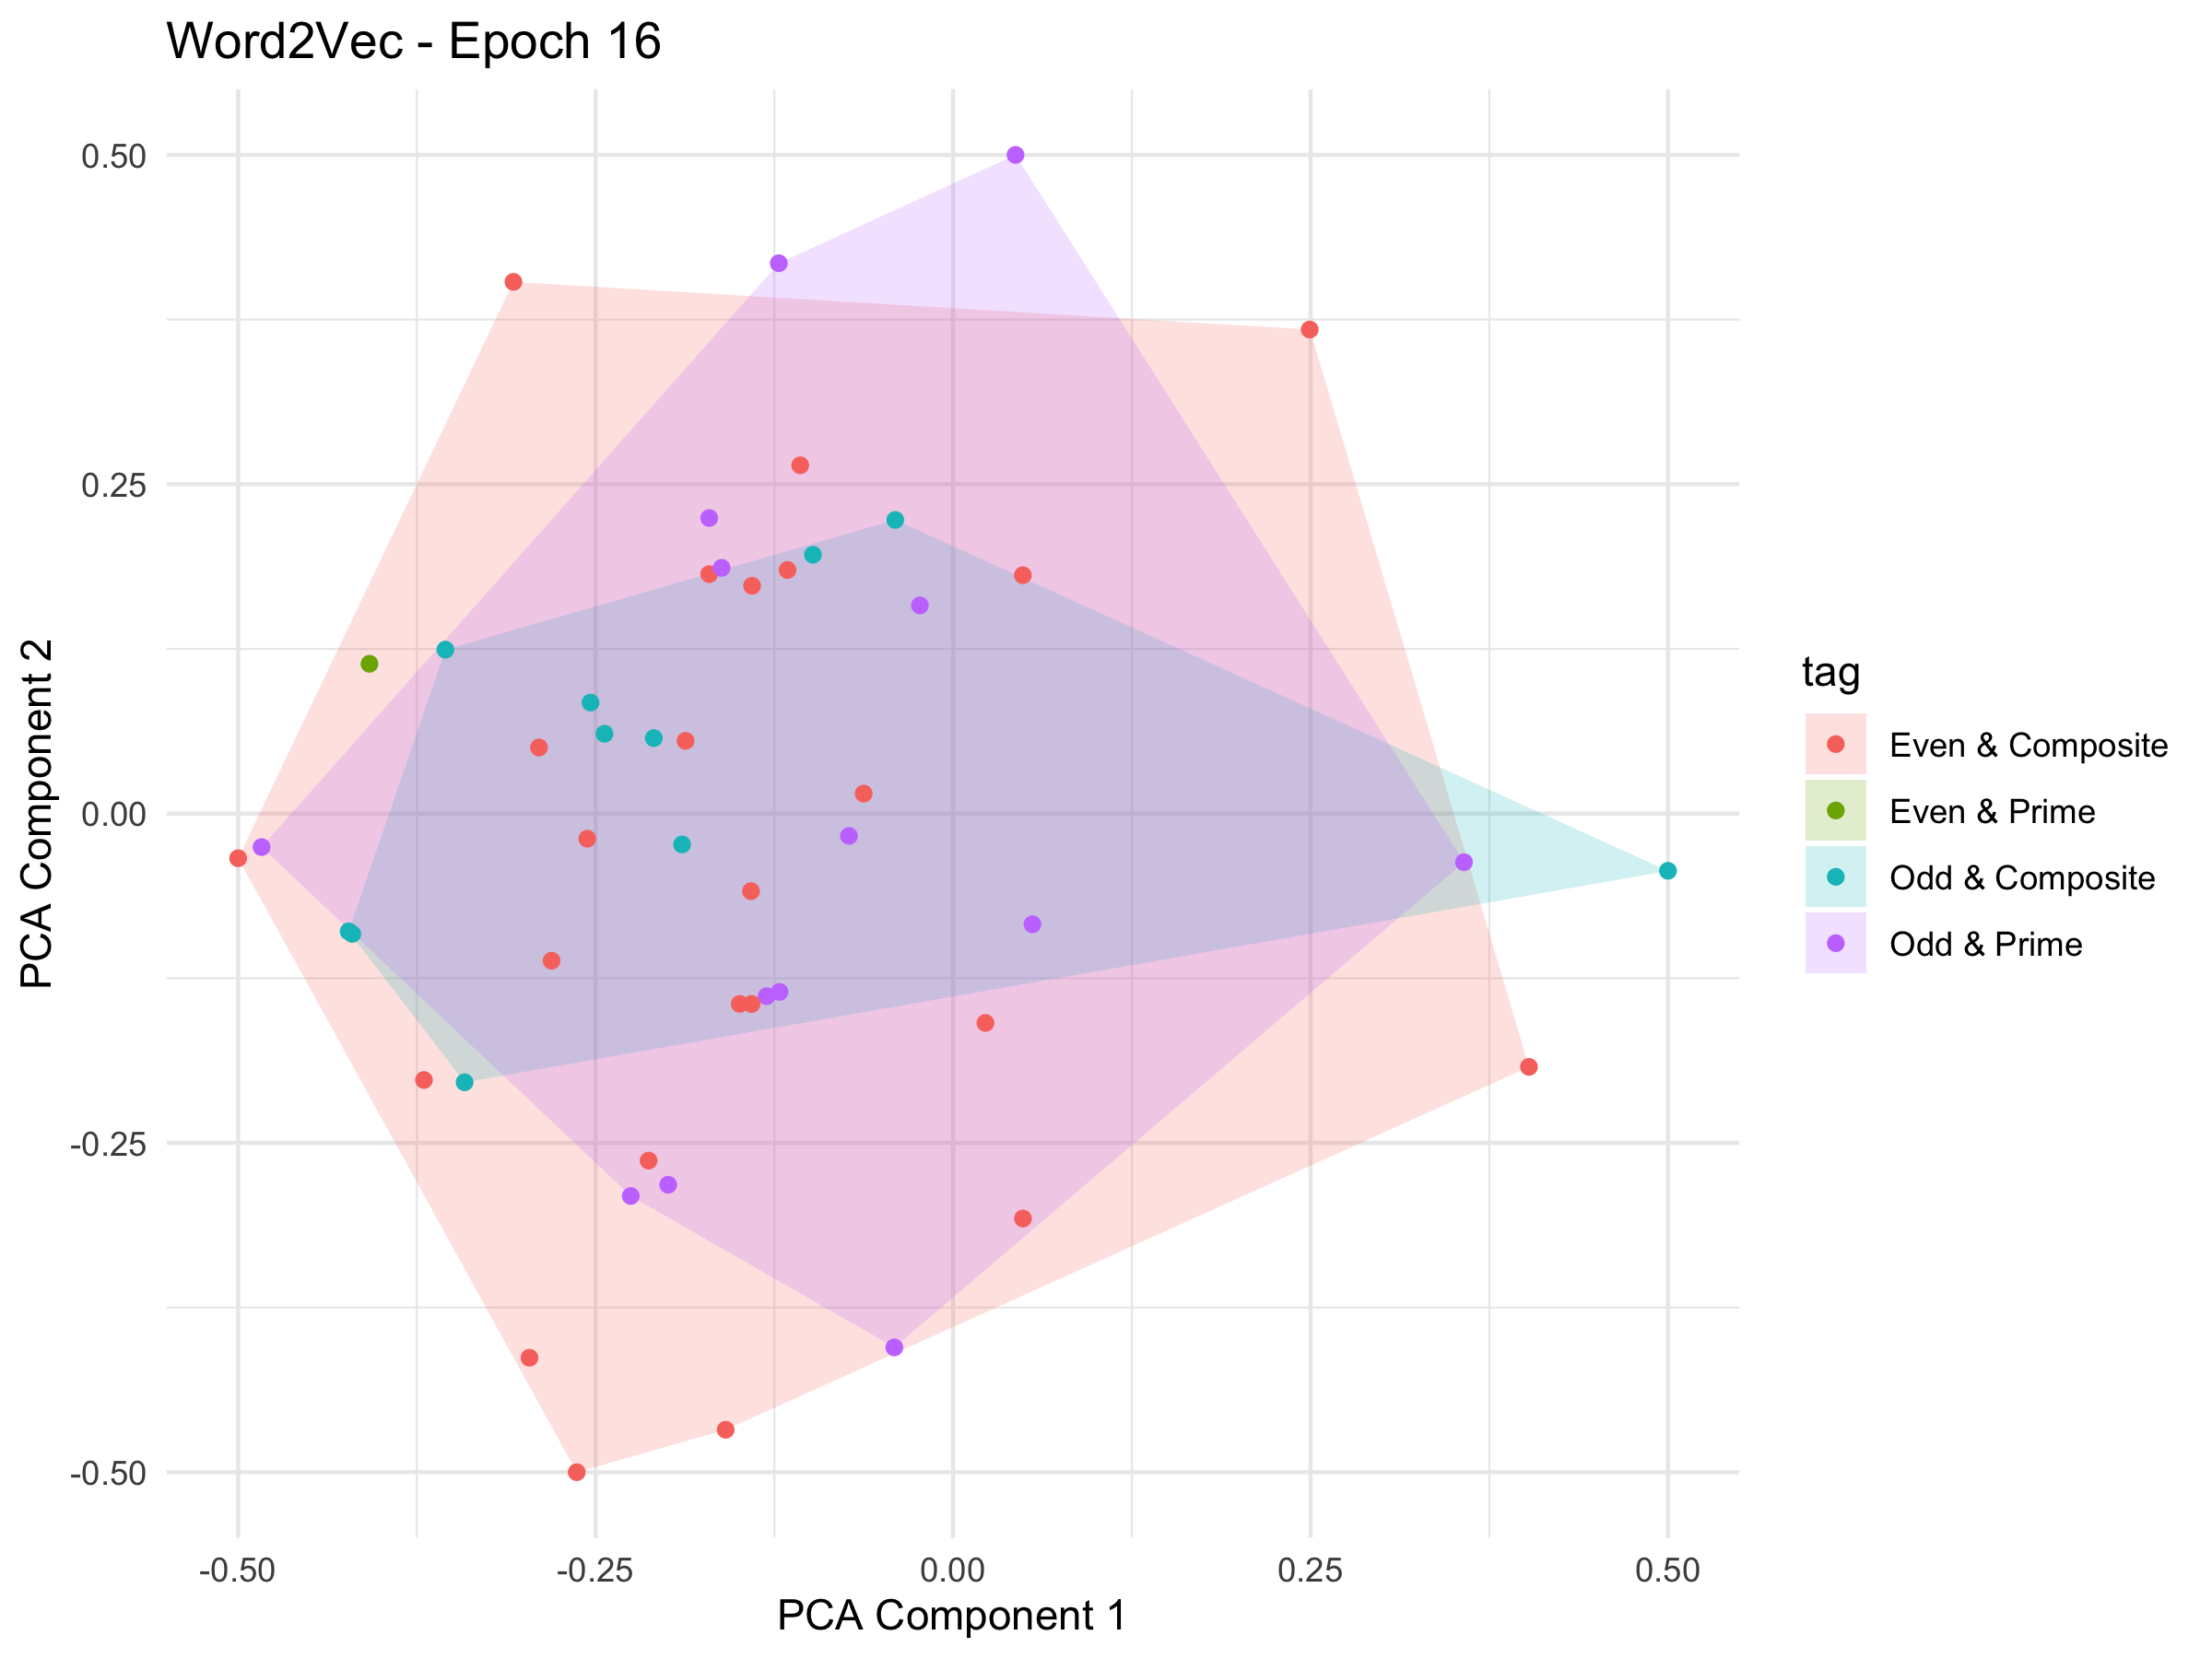 Word2Vec - Epoch 16
PCA Component 2
0.50
0.25
0.00
-0.25
-0.50
-0.50
-0.25
0.00
0.25
0.50
PCA Component 1
tag
Even & Composite
Even & Prime
Odd & Composite
Odd & Prime